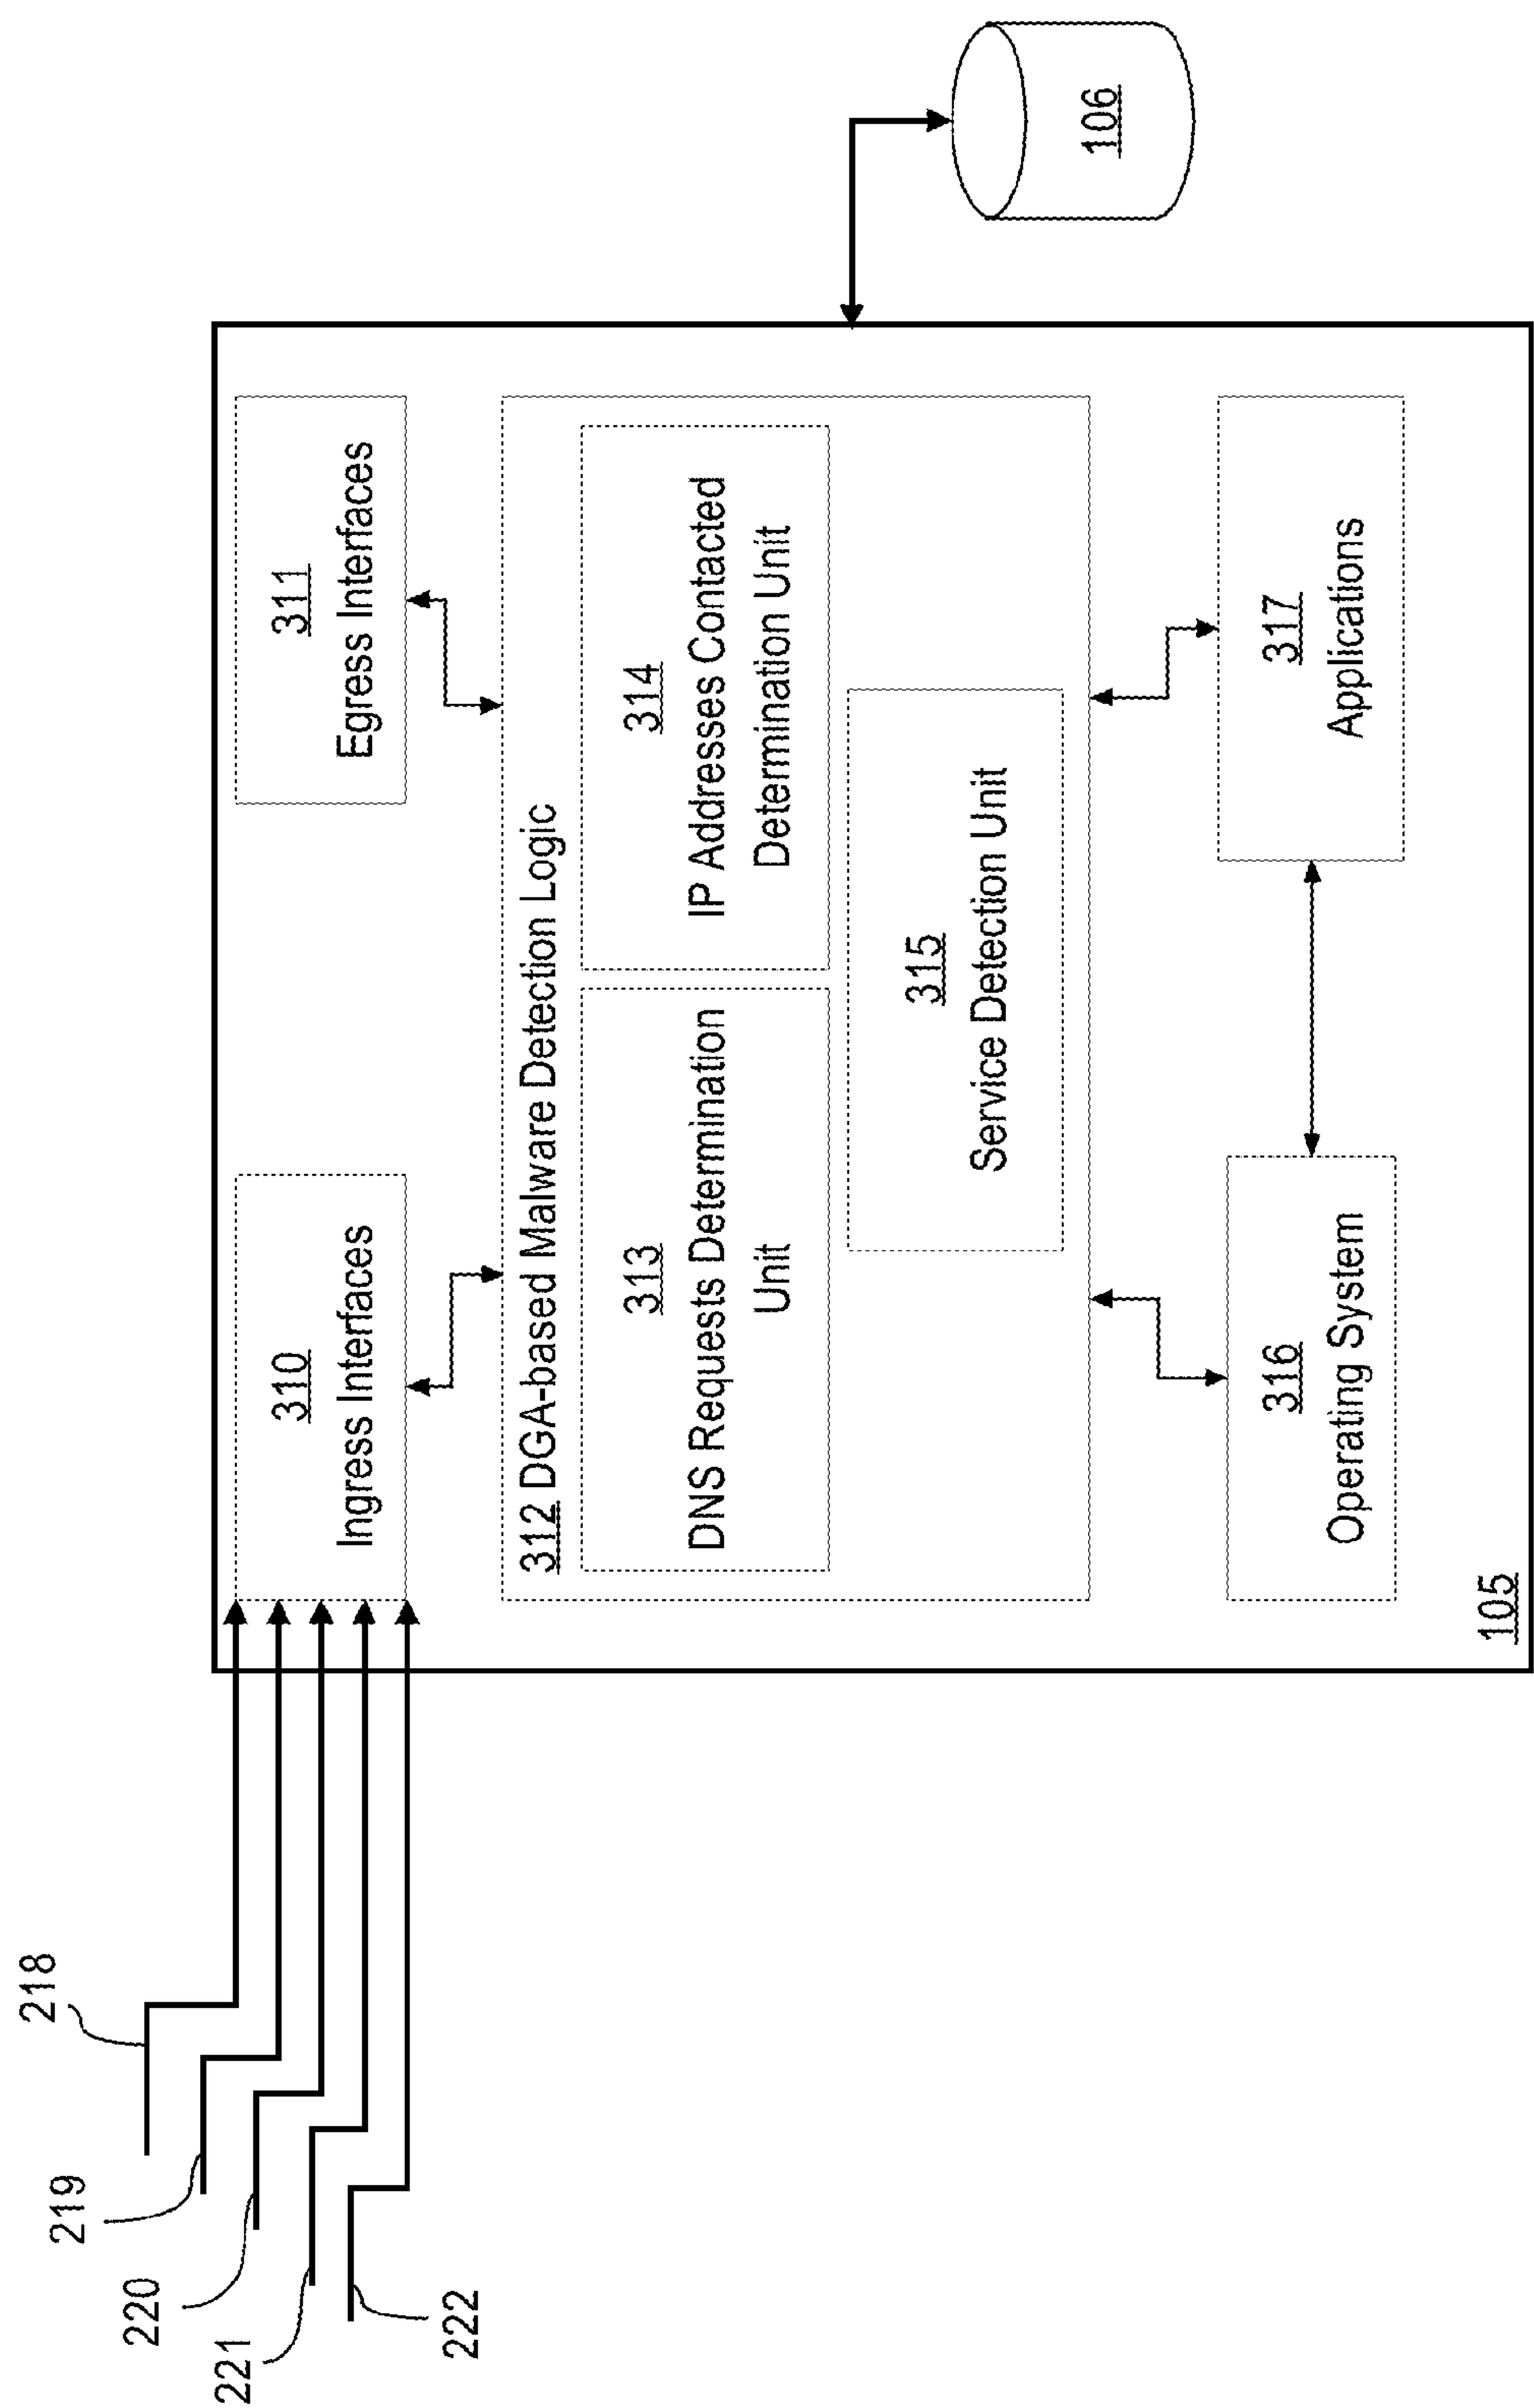 218
219
220
221
222
310
Ingress Interfaces
311
Egress Interfaces
312 DGA-based Malware Detection Logic
313
DNS Requests Determination
Unit
314
IP Addresses Contacted
Determination Unit
315
Service Detection Unit
316
Operating System
317
Applications
105
106